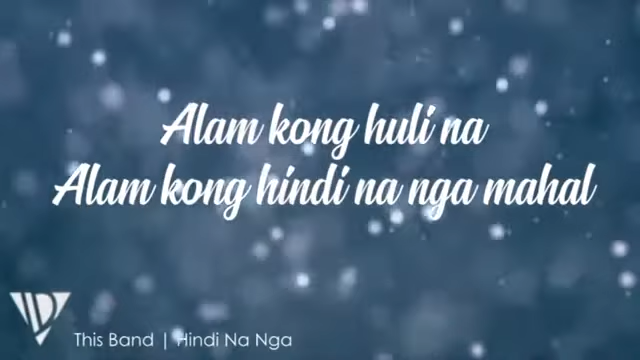 Alam kong huli na
Alam kong hindi na nga mahal
This Band | Hindi Na Nga